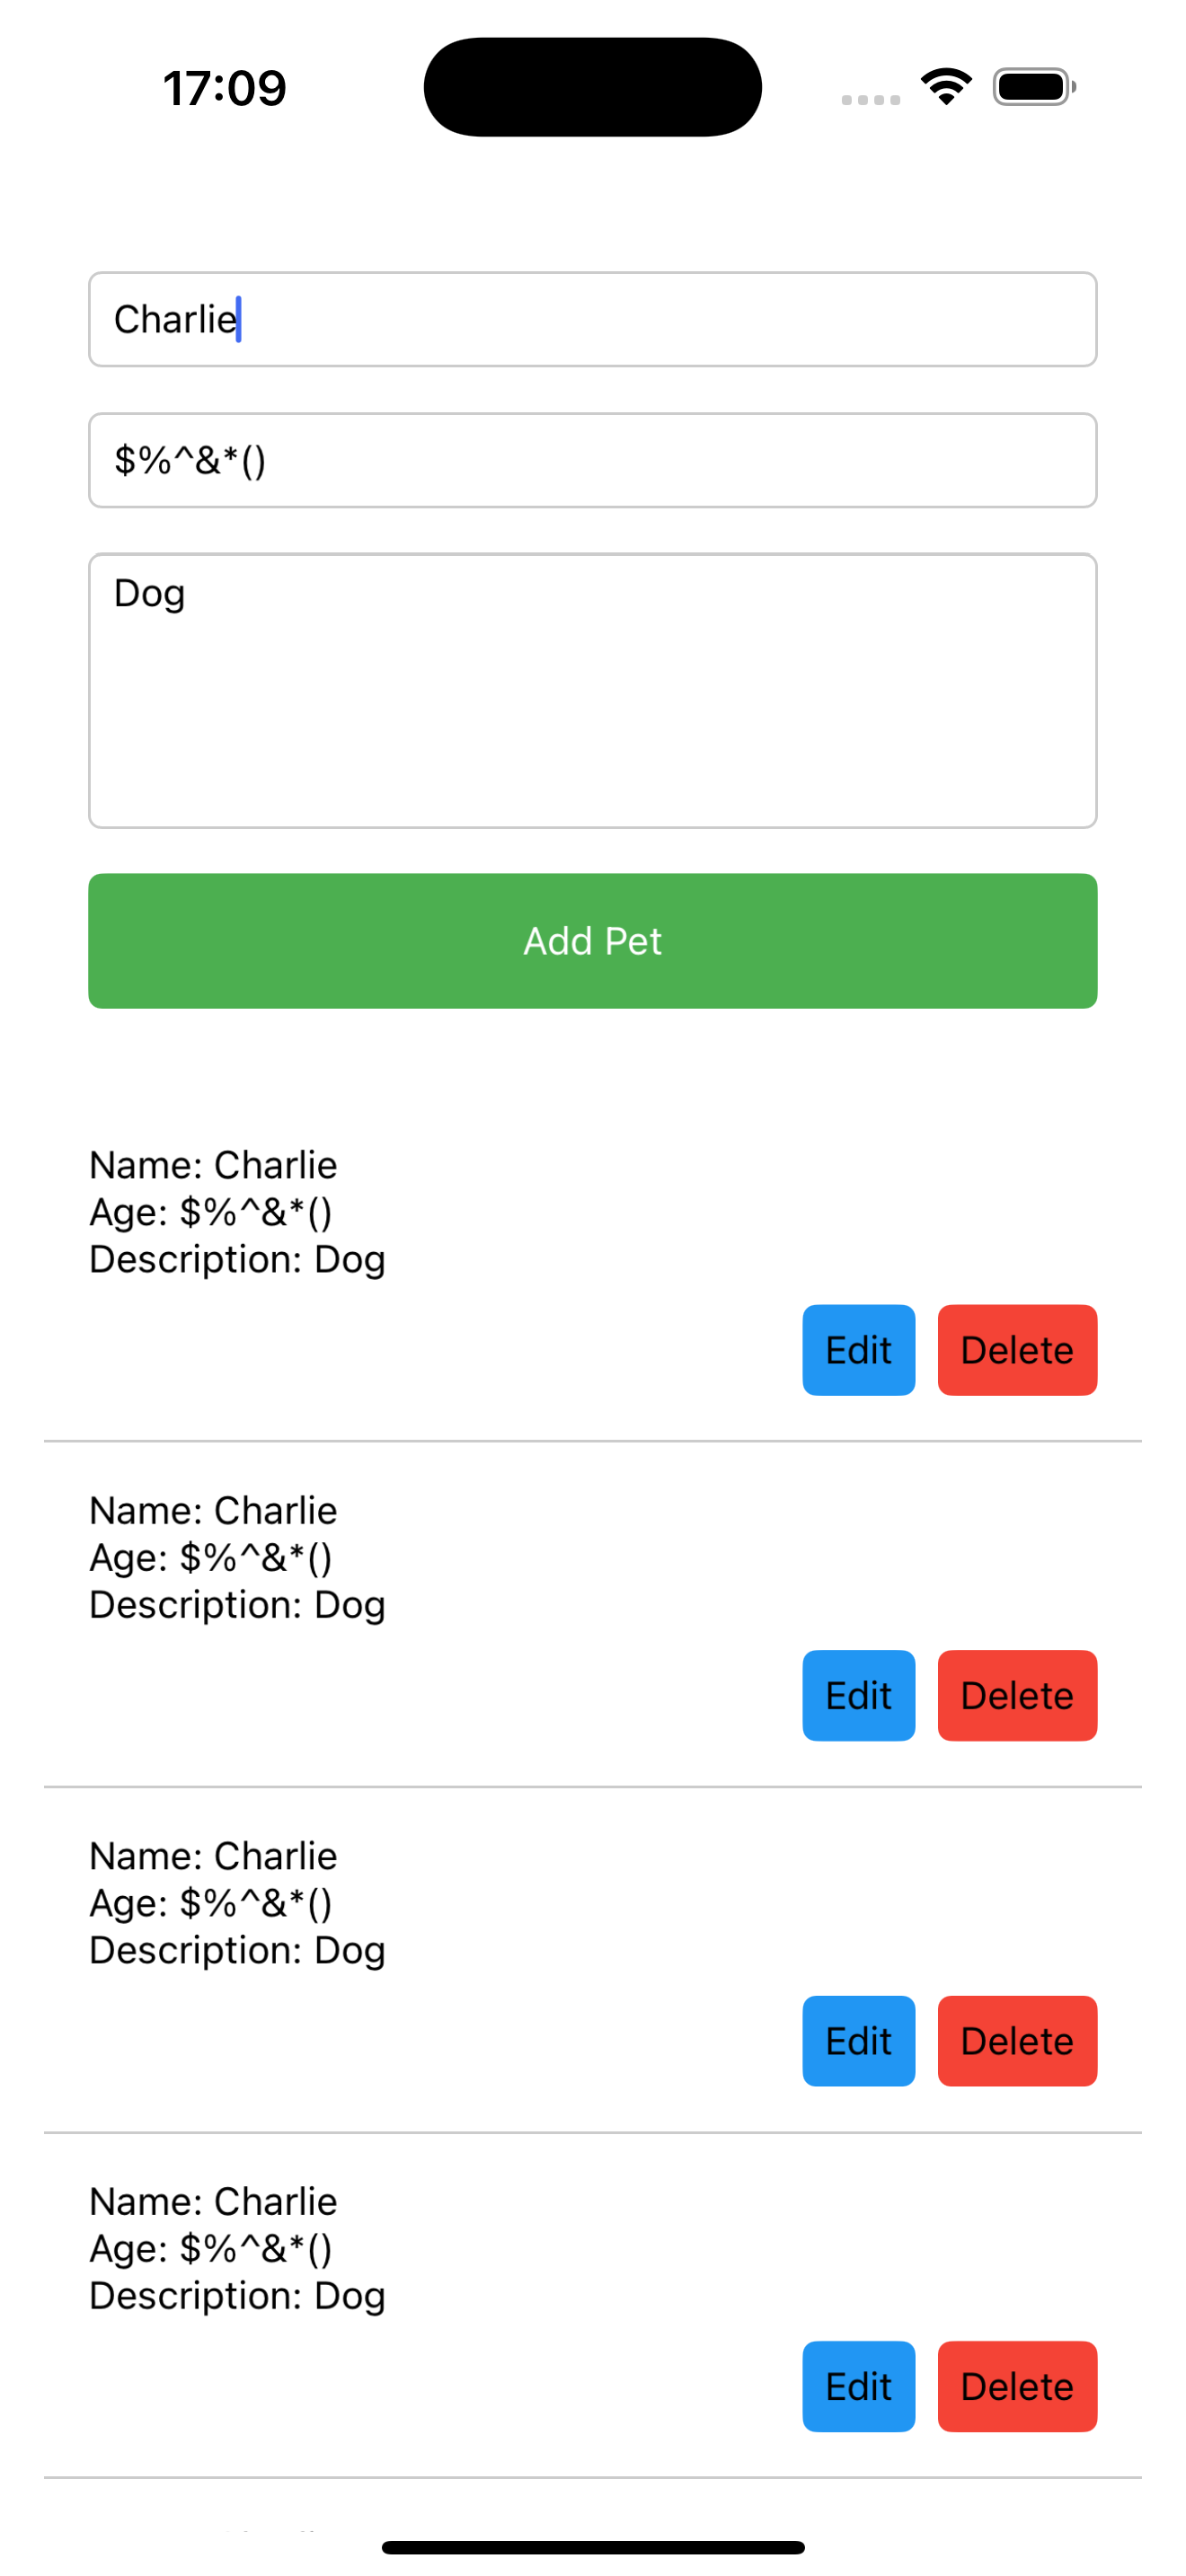 17:09
Charlie
$%^&*()
Dog
Add Pet
Name: Charlie
Age: $%^&*()
Description: Dog
Edit Delete
Name: Charlie
Age: $%^&*()
Description: Dog
Edit Delete
Name: Charlie
Age: $%^&*()
Description: Dog
Edit Delete
Name: Charlie
Age: $%^&*()
Description: Dog
Edit Delete